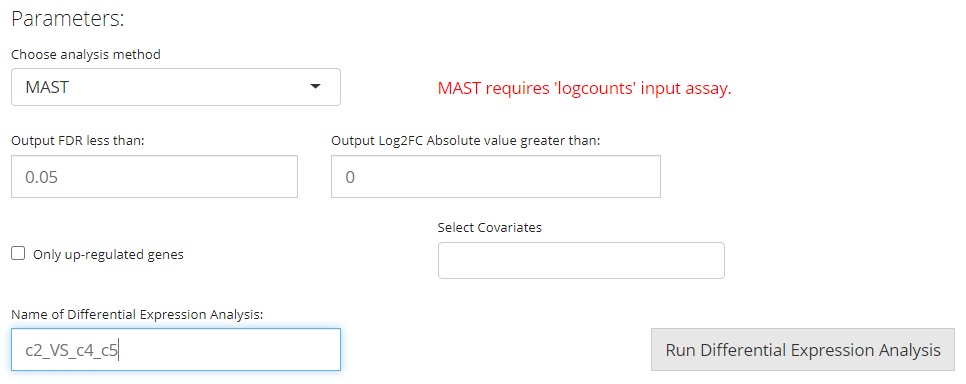 Parameters:
Choose analysis method
MAST
MAST requires 'logcounts' input assay.
Output FDR less than:
Output Log2FC Absolute value greater than:
0.05
0
Select Covariates
Only up-regulated genes
Name of Differential Expression Analysis:
c2_VS_c4_c5
Run Differential Expression Analysis